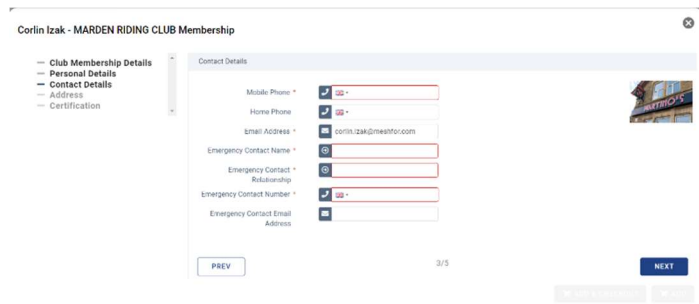 Corlin Izak - MARDEN RIDING CLUB Membership
Club Membership Details
Personal Details
Contact Details
Address
Certification
Contact Details
Mobile Phone *
Home Phone
Email Address *
corlin.izak@meshfor.com
Emergency Contact Name *
Emergency Contact *
Relationship
Emergency Contact Number *
Emergency Contact Email
Address
PREV
3/5
NEXT